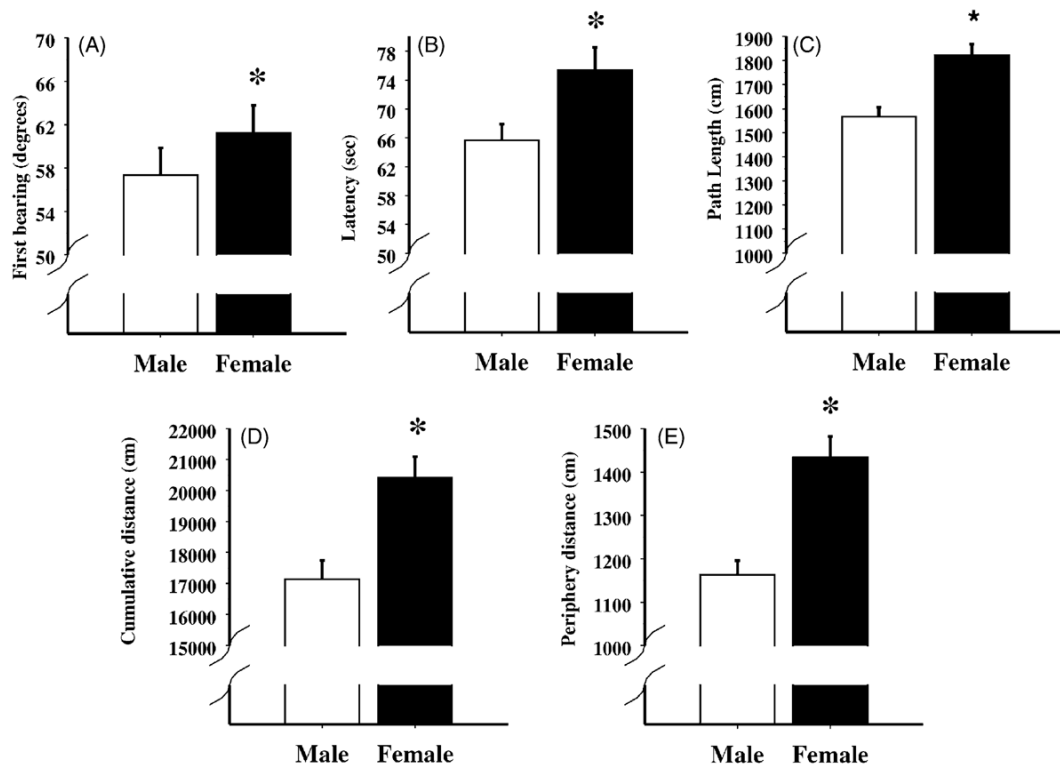 (A)
First bearing (degrees)
70
66
62
58
54
50
*
Male Female
(B)
Latency (sec)
78
74
70
66
62
58
54
50
*
Male Female
(C)
Path Length (cm)
1900
1800
1700
1600
1500
1400
1300
1200
1100
1000
*
Male Female
(D)
Cumulative distance (cm)
22000
21000
20000
19000
18000
17000
16000
15000
*
Male Female
(E)
Periphery distance (cm)
1500
1400
1300
1200
1100
1000
*
Male Female